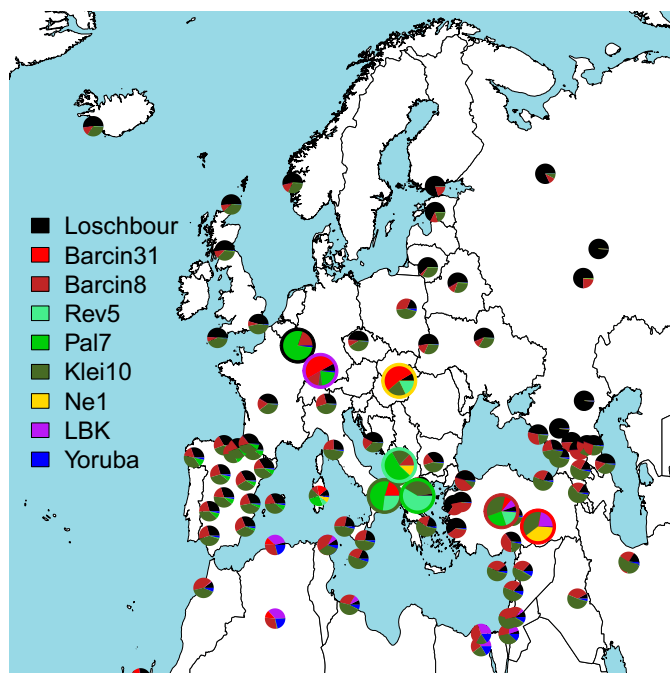 Loschbour
Barcin31
Barcin8
Rev5
Pal7
Klei10
Ne1
LBK
Yoruba